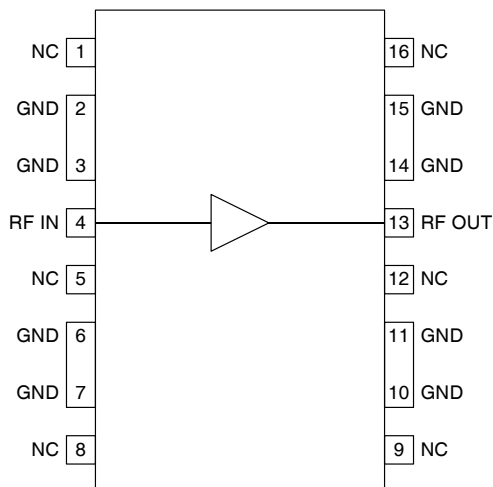 NC 1 16 NC
GND 2 15 GND
GND 3 14 GND
RF IN 4 13 RF OUT
NC 5 12 NC
GND 6 11 GND
GND 7 10 GND
NC 8 9 NC